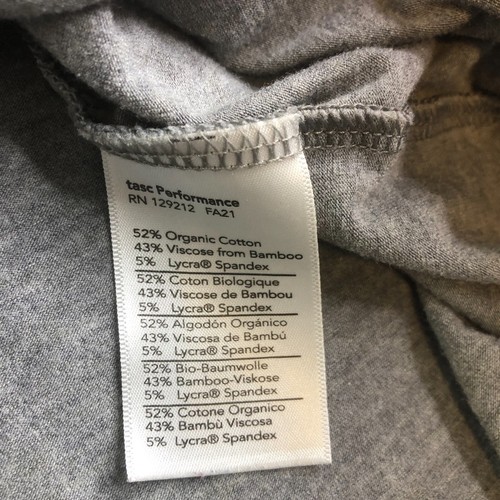 tasc Performance
RN 129212 FA21
52% Organic Cotton
43% Viscose from Bamboo
5% Lycra® Spandex
52% Coton Biologique
43% Viscose de Bambou
5% Lycra® Spandex
52% Algodón Orgánico
43% Viscosa de Bambú
5% Lycra® Spandex
52% Bio-Baumwolle
43% Bamboo-Viskose
5% Lycra® Spandex
52% Cotone Organico
43% Bambù Viscosa
5% Lycra® Spandex